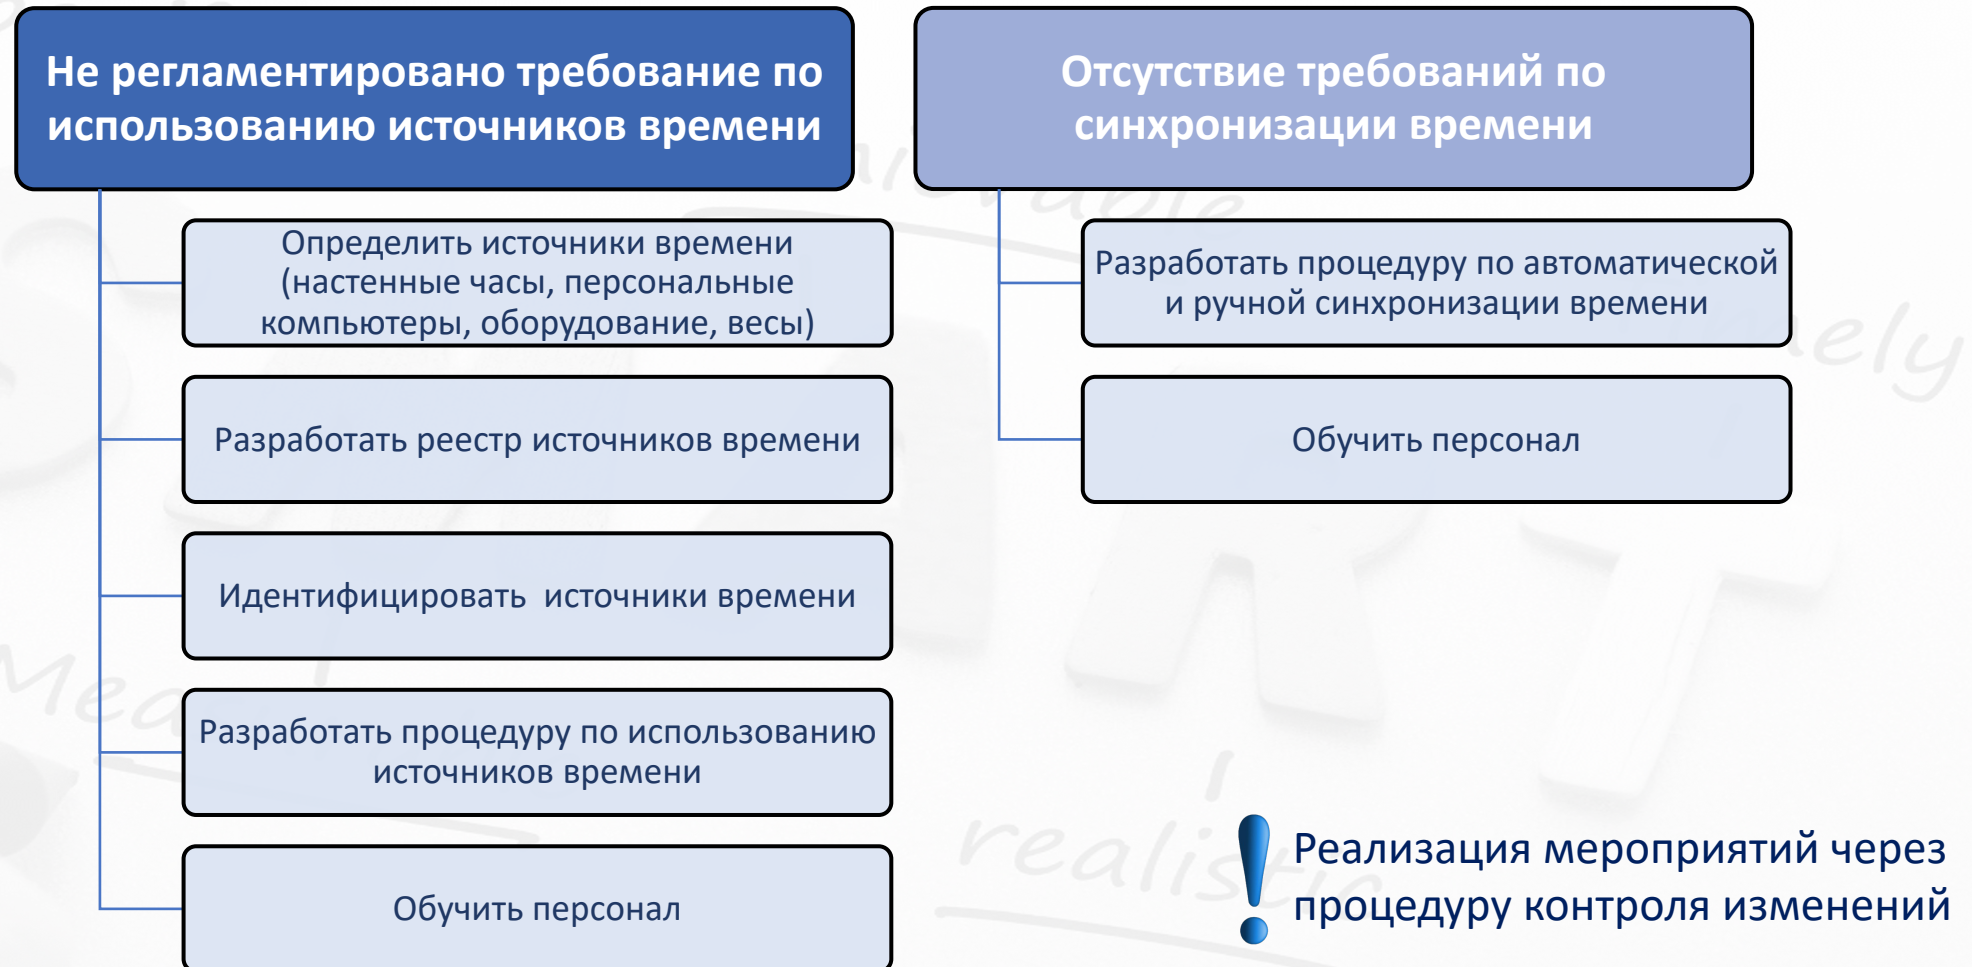 Не регламентировано требование по
использованию источников времени
Определить источники времени
(настенные часы, персональные
компьютеры, оборудование, весы)
Разработать реестр источников времени
Идентифицировать  источники времени
Разработать процедуру по использованию
источников времени
Обучить персонал
Отсутствие требований по
синхронизации времени
Разработать процедуру по автоматической
и ручной синхронизации времени
Обучить персонал
Реализация мероприятий через
процедуру контроля изменений
realistic